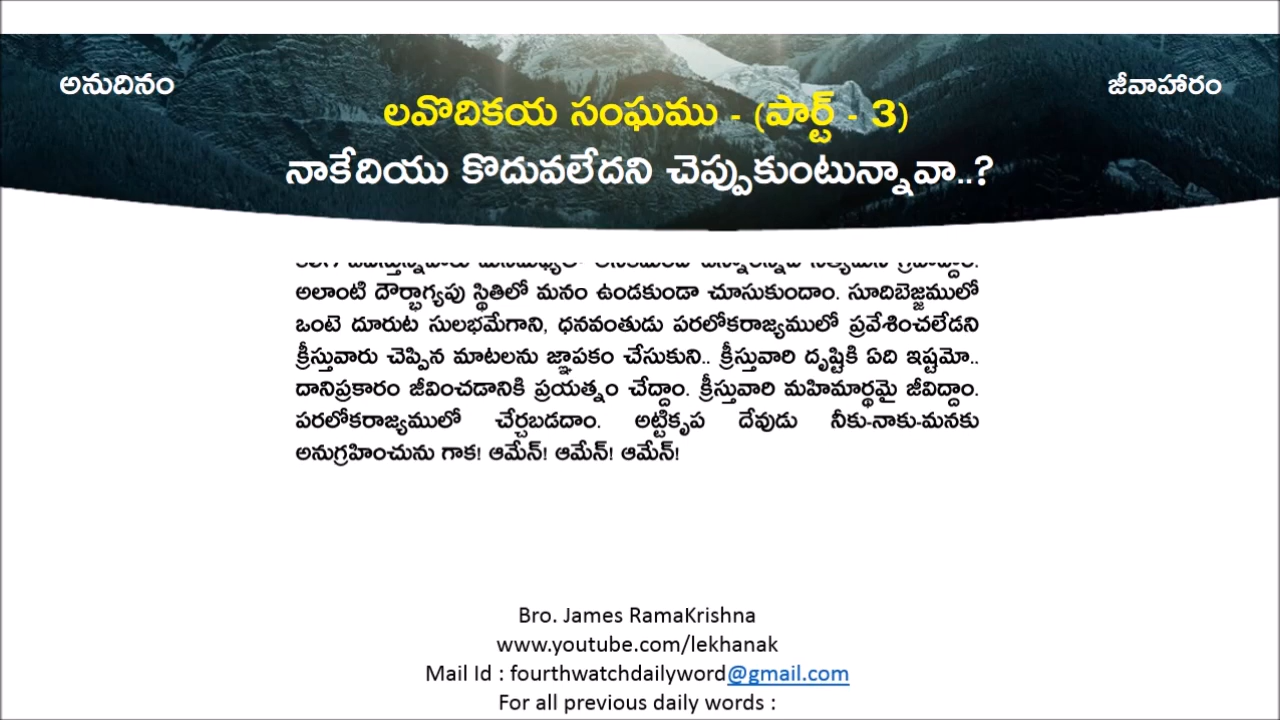 అనుదినం
జీవాహారం
లవొదికయ సంఘము - (పార్ట్ - 3)
నాకేదియు కొదువలేదని చెప్పుకుంటున్నావా..?
అలాంటి దౌర్భాగ్యపు స్థితిలో మనం ఉండకుండా చూసుకుందాం. సూదిబెజ్జములో
ఒంటె దూరుట సులభమేగాని, ధనవంతుడు పరలోకరాజ్యములో ప్రవేశించలేడని
క్రీస్తువారు చెప్పిన మాటలను జ్ఞాపకం చేసుకుని.. క్రీస్తువారి దృష్టికి ఏది ఇష్టమో..
దానిప్రకారం జీవించడానికి ప్రయత్నం చేద్దాం. క్రీస్తువారి మహిమార్థమై జీవిద్దాం.
పరలోకరాజ్యములో చేర్చబడదాం. అట్టికృప దేవుడు నీకు-నాకు-మనకు
అనుగ్రహించును గాక! ఆమేన్! ఆమేన్! ఆమేన్!
Bro. James RamaKrishna
www.youtube.com/lekhanak
Mail Id : fourthwatchdailyword@gmail.com
For all previous daily words :